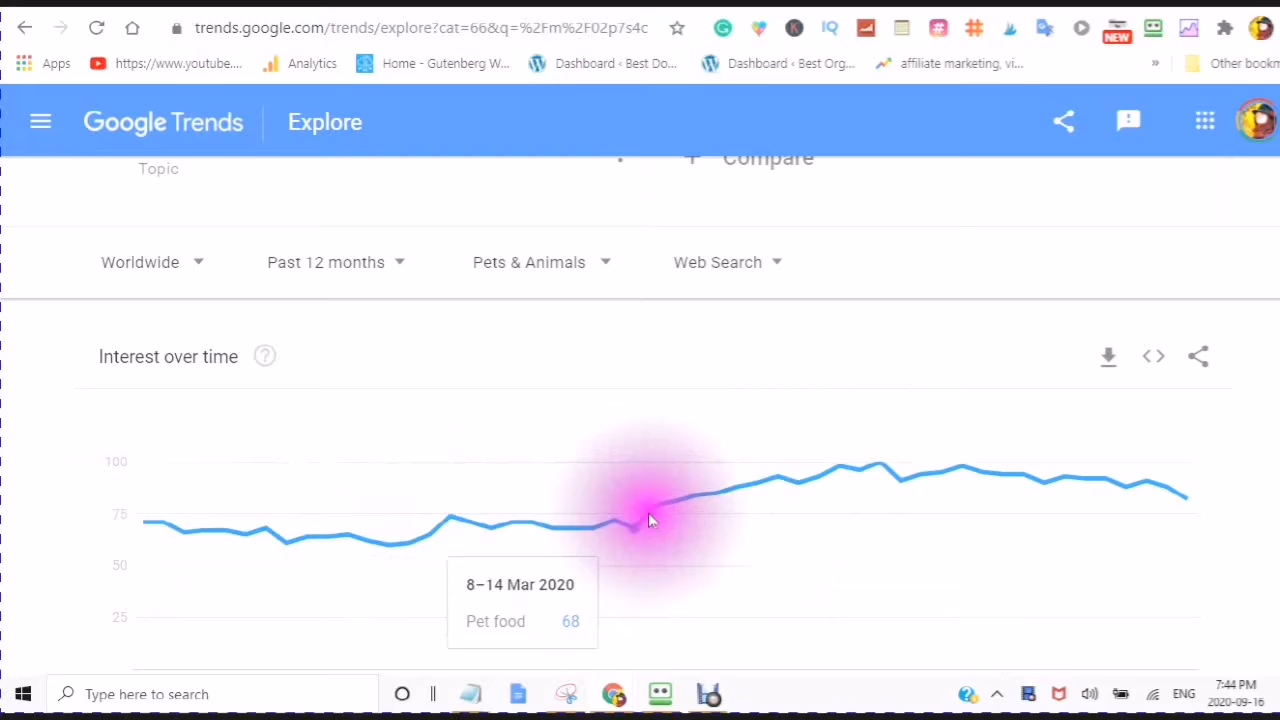 trends.google.com/trends/explore?cat=66&q=%2Fm%2F02p7s4c
K
IQ
#
NEW
Apps
https://www.youtube....
Analytics
Home - Gutenberg W...
Dashboard ‹ Best Do...
Dashboard ‹ Best Org...
affiliate marketing, vi...
»
Other bookm
Google Trends
Explore
Topic
+ Compare
Worldwide
Past 12 months
Pets & Animals
Web Search
Interest over time
?
100
75
50
25
8–14 Mar 2020
Pet food 68
Type here to search
ENG
7:44 PM
2020-09-16